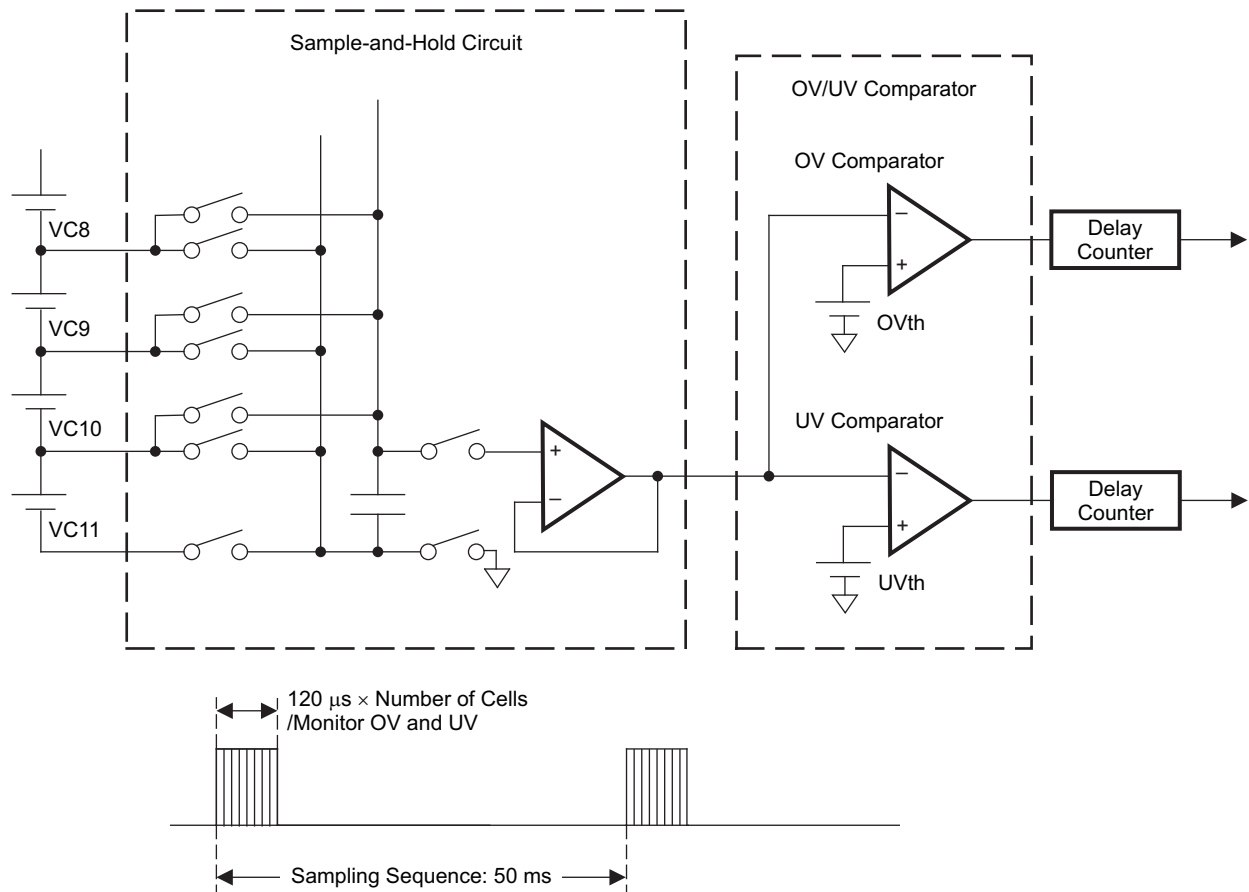 Sample-and-Hold Circuit
OV/UV Comparator
OV Comparator
VC8
−
+
Delay
Counter
OVth
VC9
VC10
UV Comparator
+
−
−
+
Delay
Counter
VC11
UVth
120 μs × Number of Cells
/Monitor OV and UV
Sampling Sequence: 50 ms